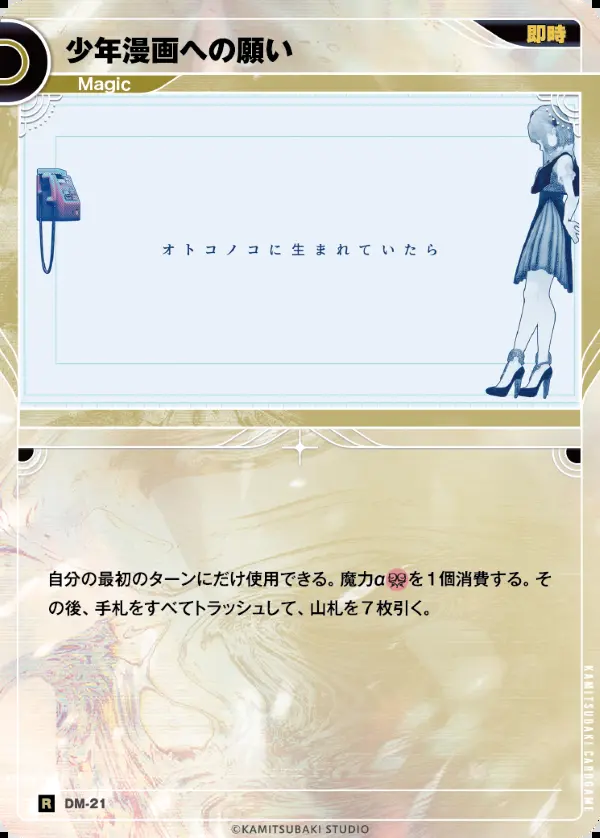 少年漫画への願い
即時
Magic
オトコノコに生まれていたら
自分の最初のターンにだけ使用できる。魔力αを1個消費する。そ
の後、手札をすべてトラッシュして、山札を7枚引く。
KAMITSUBAKI CARDGAME
R DM-21
©KAMITSUBAKI STUDIO